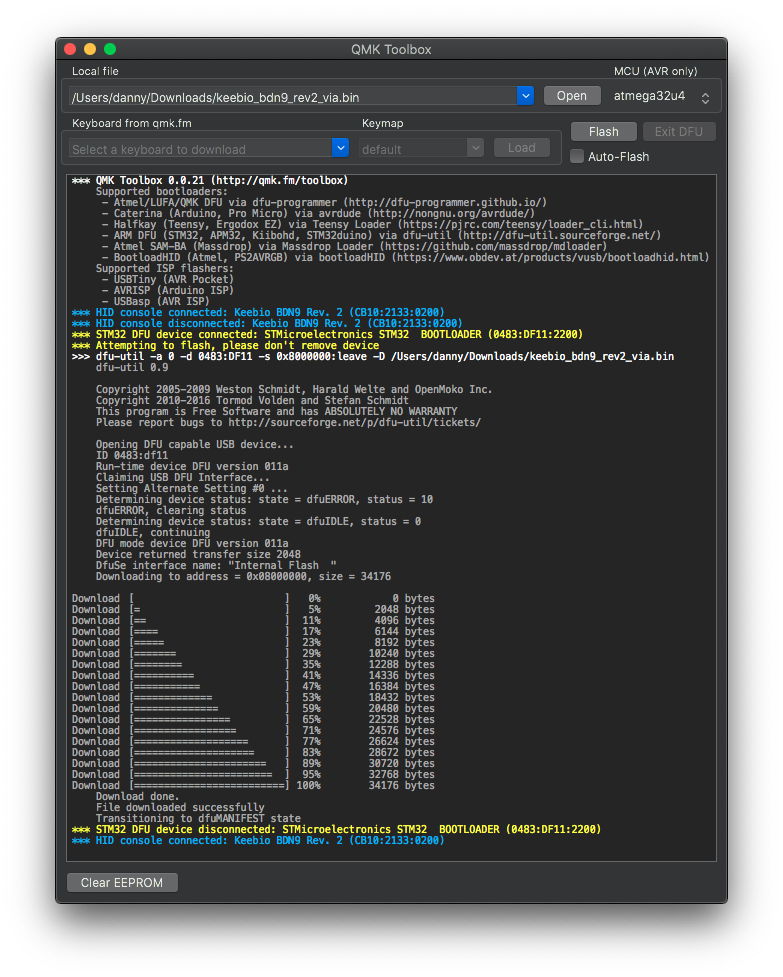 QMK Toolbox
Local file
MCU (AVR only)
/Users/danny/Downloads/keebio_bdn9_rev2_via.bin
Open
atmega32u4
Keyboard from qmk.fm
Keymap
Flash
Exit DFU
Select a keyboard to download
default
Load
Auto-Flash
*** QMK Toolbox 0.0.21 (http://qmk.fm/toolbox)
Supported bootloaders:
- Atmel/LUFA/QMK DFU via dfu-programmer (http://dfu-programmer.github.io/)
- Caterina (Arduino, Pro Micro) via avrdude (http://nongnu.org/avrdude/)
- Halfkay (Teensy, Ergodox EZ) via Teensy Loader (https://pjrc.com/teensy/loader_cli.html)
- ARM DFU (STM32, APM32, Kiibohd, STM32duino) via dfu-util (http://dfu-util.sourceforge.net/)
- Atmel SAM-BA (Massdrop) via Massdrop Loader (https://github.com/massdrop/mdloader)
- BootloadHID (Atmel, PS2AVRGB) via bootloadHID (https://www.obdev.at/products/vusb/bootloadhid.html)
Supported ISP flashers:
- USBTiny (AVR Pocket)
- AVRISP (Arduino ISP)
- USBasp (AVR ISP)
*** HID console connected: Keebio BDN9 Rev. 2 (CB10:2133:0200)
*** HID console disconnected: Keebio BDN9 Rev. 2 (CB10:2133:0200)
*** STM32 DFU device connected: STMicroelectronics STM32  BOOTLOADER (0483:DF11:2200)
*** Attempting to flash, please don't remove device
>>> dfu-util -a 0 -d 0483:DF11 -s 0x8000000:leave -D /Users/danny/Downloads/keebio_bdn9_rev2_via.bin
dfu-util 0.9
Copyright 2005-2009 Weston Schmidt, Harald Welte and OpenMoko Inc.
Copyright 2010-2016 Tormod Volden and Stefan Schmidt
This program is Free Software and has ABSOLUTELY NO WARRANTY
Please report bugs to http://sourceforge.net/p/dfu-util/tickets/
Opening DFU capable USB device...
ID 0483:df11
Run-time device DFU version 011a
Claiming USB DFU Interface...
Setting Alternate Setting #0 ...
Determining device status: state = dfuERROR, status = 10
dfuERROR, clearing status
Determining device status: state = dfuIDLE, status = 0
dfuIDLE, continuing
DFU mode device DFU version 011a
Device returned transfer size 2048
DfuSe interface name: "Internal Flash  "
Downloading to address = 0x08000000, size = 34176
Download [                         ]   0%            0 bytes
Download [=                        ]   5%         2048 bytes
Download [==                       ]  11%         4096 bytes
Download [====                     ]  17%         6144 bytes
Download [=====                    ]  23%         8192 bytes
Download [=======                  ]  29%        10240 bytes
Download [========                 ]  35%        12288 bytes
Download [==========               ]  41%        14336 bytes
Download [===========              ]  47%        16384 bytes
Download [=============            ]  53%        18432 bytes
Download [==============           ]  59%        20480 bytes
Download [================         ]  65%        22528 bytes
Download [=================        ]  71%        24576 bytes
Download [===================      ]  77%        26624 bytes
Download [====================     ]  83%        28672 bytes
Download [======================   ]  89%        30720 bytes
Download [=======================  ]  95%        32768 bytes
Download [=========================] 100%        34176 bytes
Download done.
File downloaded successfully
Transitioning to dfuMANIFEST state
*** STM32 DFU device disconnected: STMicroelectronics STM32  BOOTLOADER (0483:DF11:2200)
*** HID console connected: Keebio BDN9 Rev. 2 (CB10:2133:0200)
Clear EEPROM